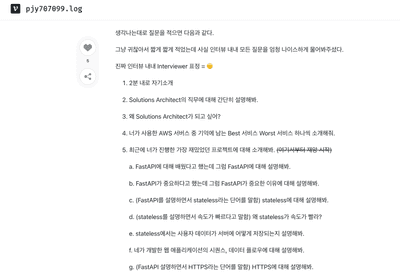 pjy707099.log
생각나는대로 질문을 적으면 다음과 같다.
그냥 귀찮아서 짧게 짧게 적었는데 사실 인터뷰 내내 모든 질문을 엄청 나이스하게 물어봐주셨다.
진짜 인터뷰 내내 Interviewer 표정 = 😊
5
1. 2분 내로 자기소개
2. Solutions Architect의 직무에 대해 간단히 설명해봐.
3. 왜 Solutions Architect가 되고 싶어?
4. 너가 사용한 AWS 서비스 중 기억에 남는 Best 서비스 Worst 서비스 하나씩 소개해줘.
5. 최근에 너가 진행한 가장 재밌었던 프로젝트에 대해 소개해봐. (여기서부터 재앙 시작)
a. FastAPI에 대해 배웠다고 했는데 그럼 FastAPI에 대해 설명해봐.
b. FastAPI가 중요하다고 했는데 그럼 FastAPI가 중요한 이유에 대해 설명해봐.
c. (FastAPI를 설명하면서 stateless라는 단어를 말함) stateless에 대해 설명해봐.
d. (stateless를 설명하면서 속도가 빠르다고 말함) 왜 stateless가 속도가 빨라?
e. stateless에서는 사용자 데이터가 서버에 어떻게 저장되는지 설명해봐.
f. 네가 개발한 웹 애플리케이션의 시퀀스, 데이터 플로우에 대해 설명해봐.
g. (FastAPI 설명하면서 HTTPS라는 단어를 말함) HTTPS에 대해 설명해봐.